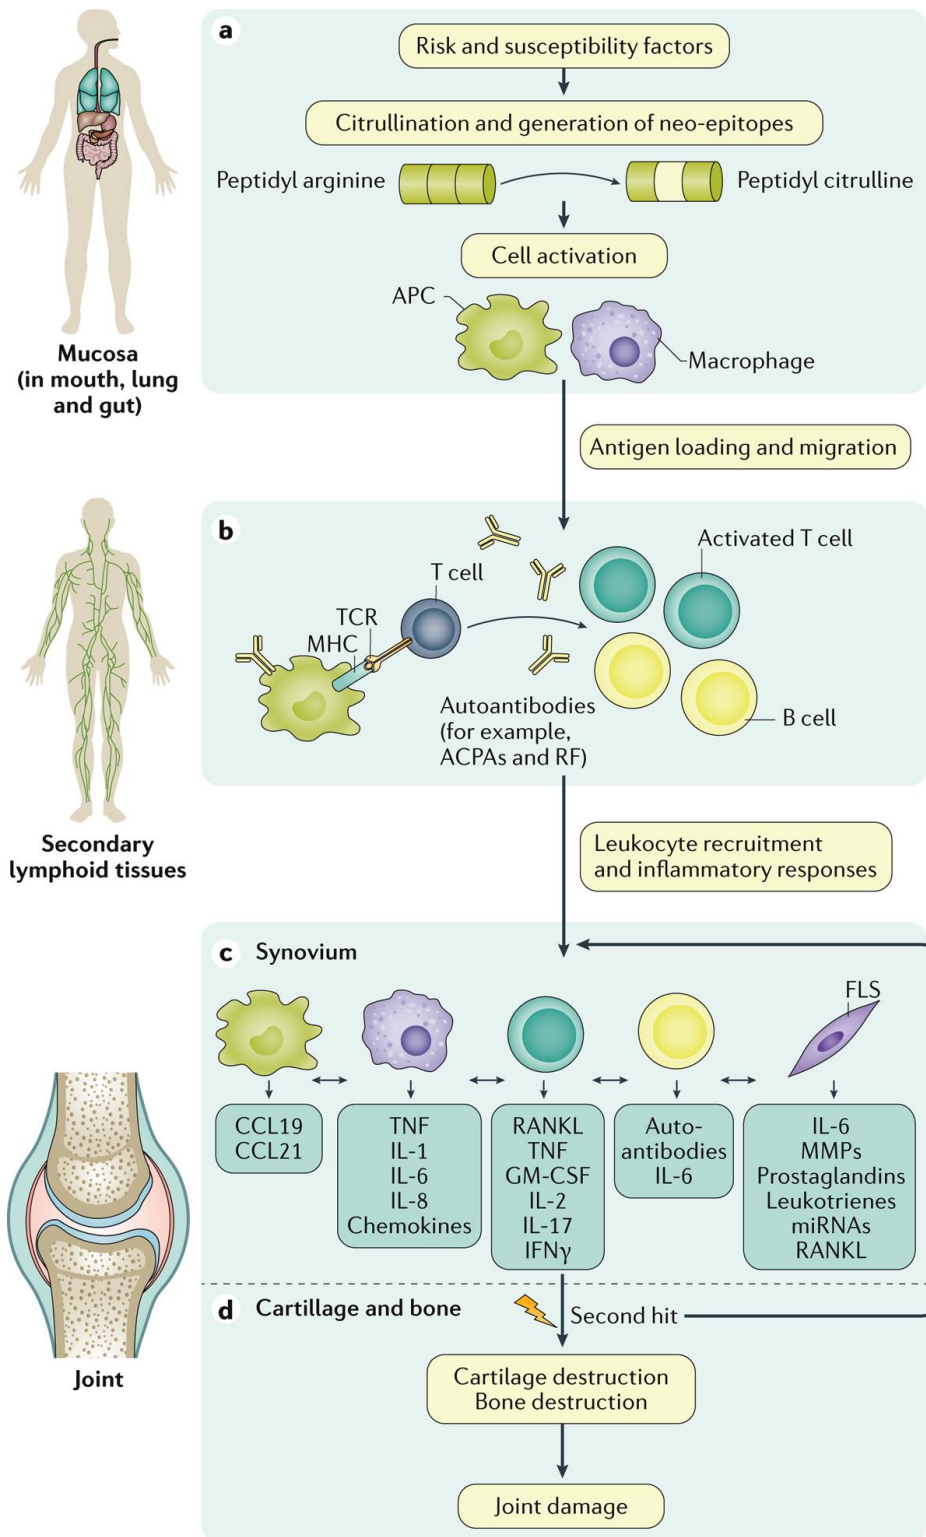 a
Risk and susceptibility factors
Citrullination and generation of neo-epitopes
Peptidyl arginine
Peptidyl citrulline
Cell activation
APC
Macrophage
Mucosa
(in mouth, lung
and gut)
Antigen loading and migration
b
Activated T cell
T cell
TCR
MHC
B cell
Autoantibodies
(for example,
ACPAs and RF)
Secondary
lymphoid tissues
Leukocyte recruitment
and inflammatory responses
c Synovium
FLS
CCL19
CCL21
TNF
IL-1
IL-6
IL-8
Chemokines
RANKL
TNF
GM-CSF
IL-2
IL-17
IFNγ
Auto-
antibodies
IL-6
IL-6
MMPs
Prostaglandins
Leukotrienes
miRNAs
RANKL
Joint
d Cartillage and bone
Second hit
Cartilage destruction
Bone destruction
Joint damage